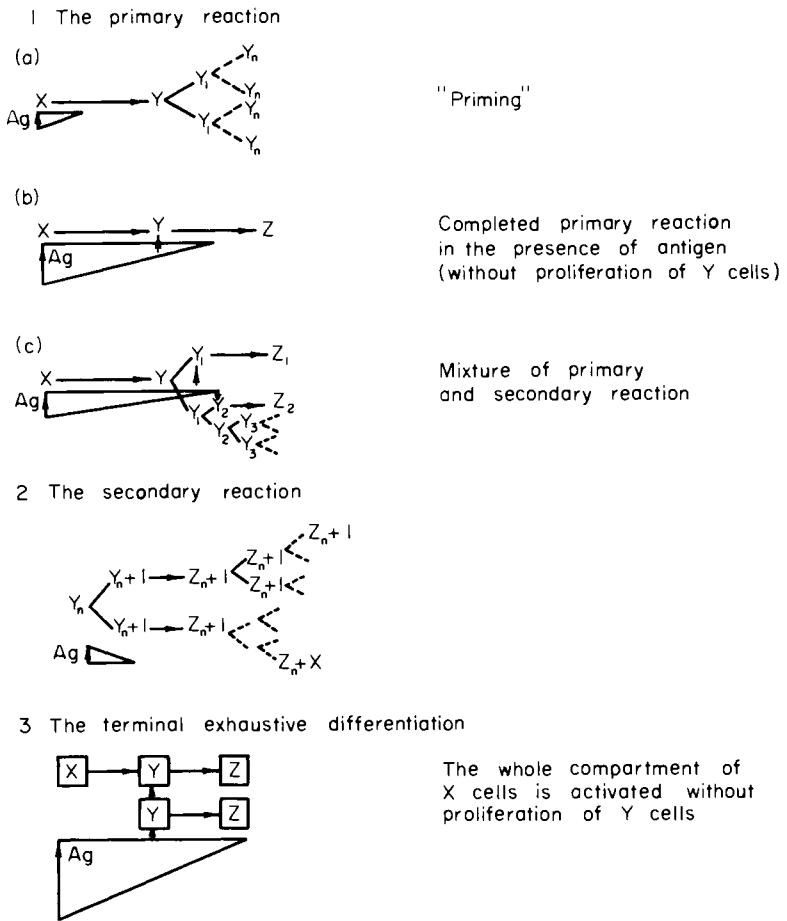 1 The primary reaction
(a)
X Y Y₁ Yₙ
Yₙ
Y₁ Yₙ
Yₙ
Ag
"Priming"
(b)
X Y Z
Ag
Completed primary reaction
in the presence of antigen
(without proliferation of Y cells)
(c)
X Y Y₁ Z₁
Ag
Y₁ Y₂ Z₂
Y₂ Y₃
Y₃
Mixture of primary
and secondary reaction
2 The secondary reaction
Yₙ Yₙ+1 Zₙ+1 Zₙ+1 Zₙ+1
Zₙ+1
Yₙ+1 Zₙ+1
Zₙ+X
Ag
3 The terminal exhaustive differentiation
X Y Z
Y Z
Ag
The whole compartment of
X cells is activated without
proliferation of Y cells